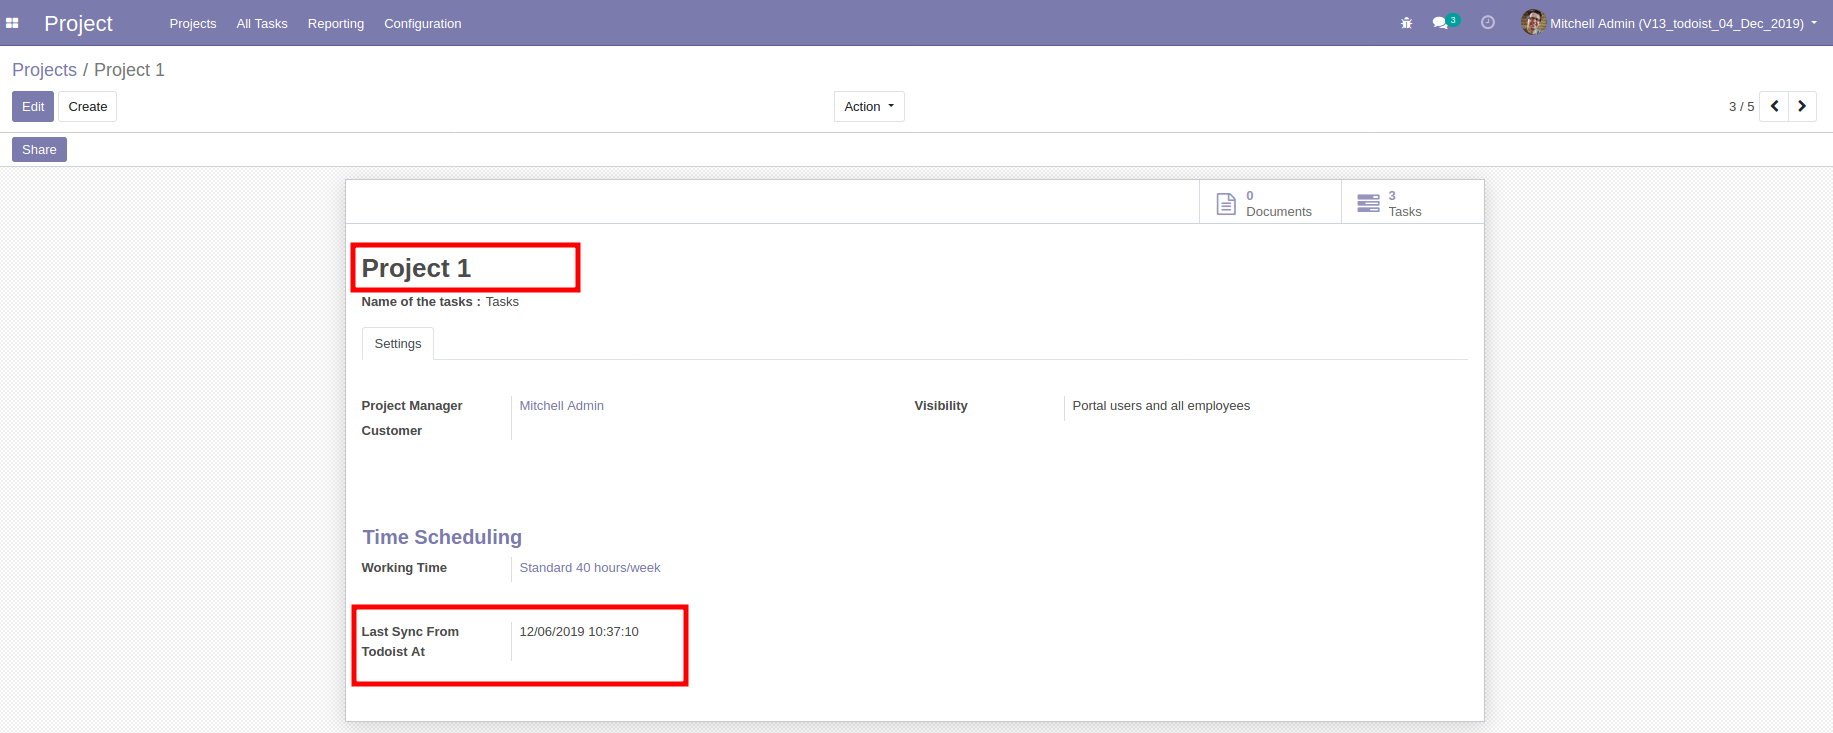 Project Projects All Tasks Reporting Configuration 3 Mitchell Admin (V13_todoist_04_Dec_2019)
Projects / Project 1
Edit Create Action 3 / 5
Share
0 Documents
3 Tasks
Project 1
Name of the tasks : Tasks
Settings
Project Manager Mitchell Admin Visibility Portal users and all employees
Customer
Time Scheduling
Working Time Standard 40 hours/week
Last Sync From 12/06/2019 10:37:10
Todoist At